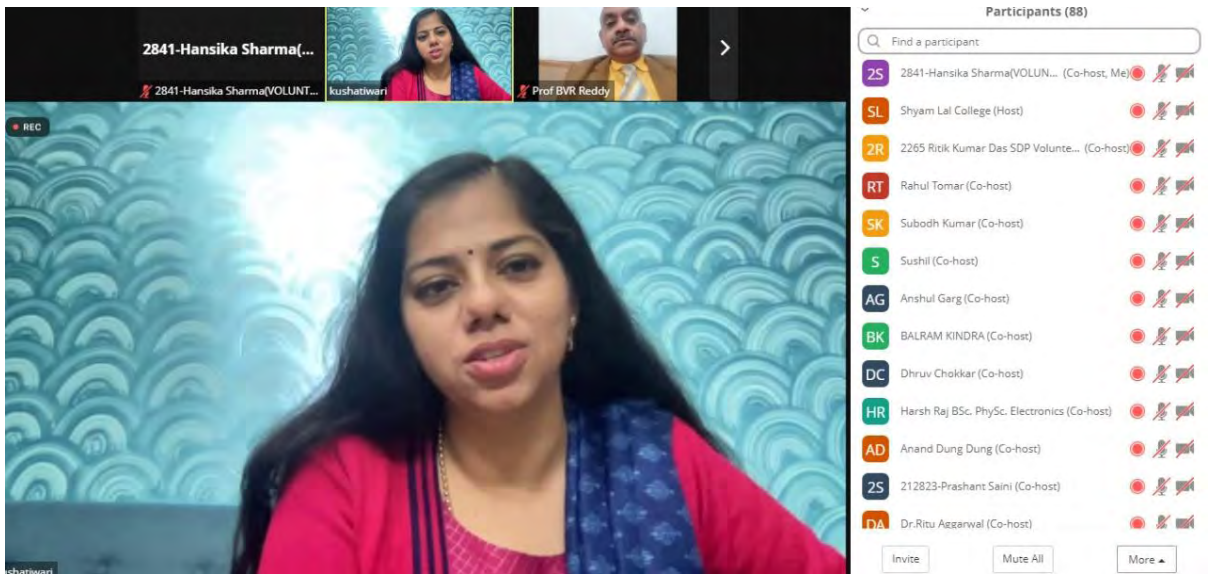 2841-Hansika Sharma(...
2841-Hansika Sharma(VOLUNT...
kushatiwari
Prof BVR Reddy
REC
Participants (88)
Find a participant
2S 2841-Hansika Sharma(VOLUN... (Co-host, Me)
SL Shyam Lal College (Host)
2R 2265 Ritik Kumar Das SDP Volunte... (Co-host)
RT Rahul Tomar (Co-host)
SK Subodh Kumar (Co-host)
S Sushil (Co-host)
AG Anshul Garg (Co-host)
BK BALRAM KINDRA (Co-host)
DC Dhruv Chokkar (Co-host)
HR Harsh Raj BSc. PhySc. Electronics (Co-host)
AD Anand Dung Dung (Co-host)
2S 212823-Prashant Saini (Co-host)
DA Dr.Ritu Aggarwal (Co-host)
Invite Mute All More